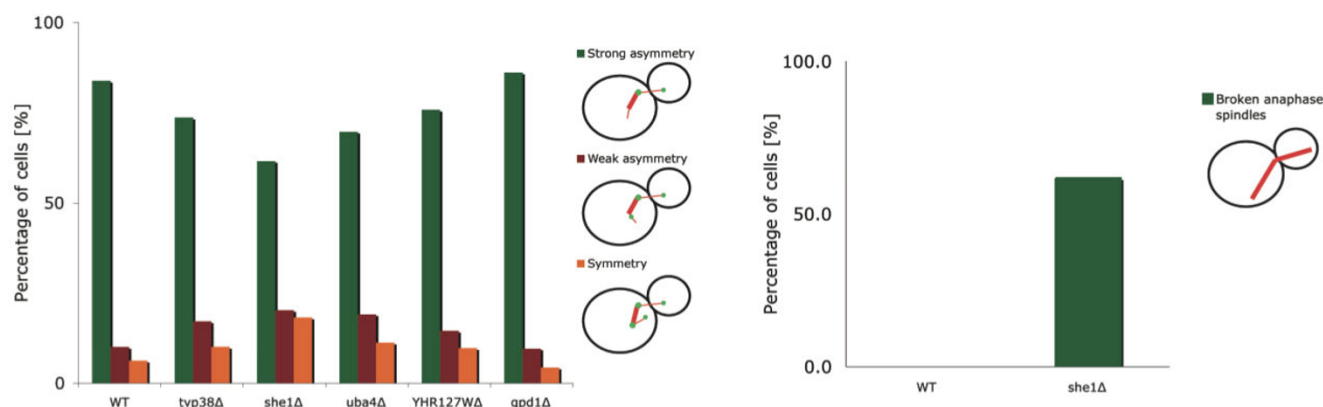 100
50
0
Percentage of cells [%]
WT
typ38Δ
she1Δ
uba4Δ
YHR127WΔ
gpd1Δ
Strong asymmetry
Weak asymmetry
Symmetry
100.0
50.0
0.0
Percentage of cells [%]
WT
she1Δ
Broken anaphase
spindles